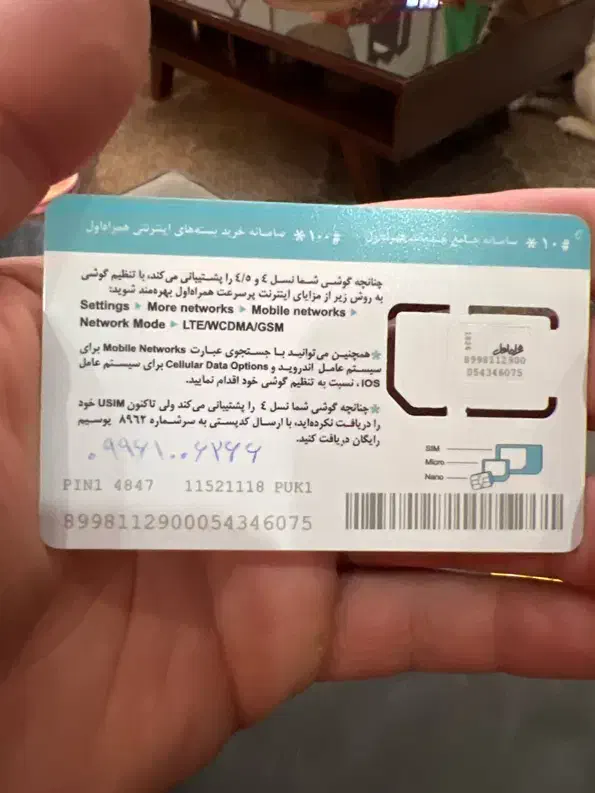 #۱۰* سامانه جامع خدمات همراه‌اول
#۱۰۰* سامانه خرید بسته‌های اینترنتی همراه‌اول
چنانچه گوشی شما نسل ٤ و ٤/٥ را پشتیبانی می‌کند، با تنظیم گوشی
به روش زیر از مزایای اینترنت پرسرعت همراه‌اول بهره‌مند شوید:
Settings ► More networks ► Mobile networks ►
Network Mode ► LTE/WCDMA/GSM
* همچنین می‌توانید با جستجوی عبارت Mobile Networks برای
سیستم عامل اندروید و Cellular Data Options برای سیستم عامل
IOS ، نسبت به تنظیم گوشی خود اقدام نمایید.
* چنانچه گوشی شما نسل ٤ را پشتیبانی می‌کند ولی تاکنون USIM خود
را دریافت نکرده‌اید، با ارسال کدپستی به سرشماره ۸۹۶۲ یوسیم
رایگان دریافت کنید.
همراه اول
8998112900
054346075
SIM
Micro
Nano
PIN1 4847 11521118 PUK1
8998112900054346075